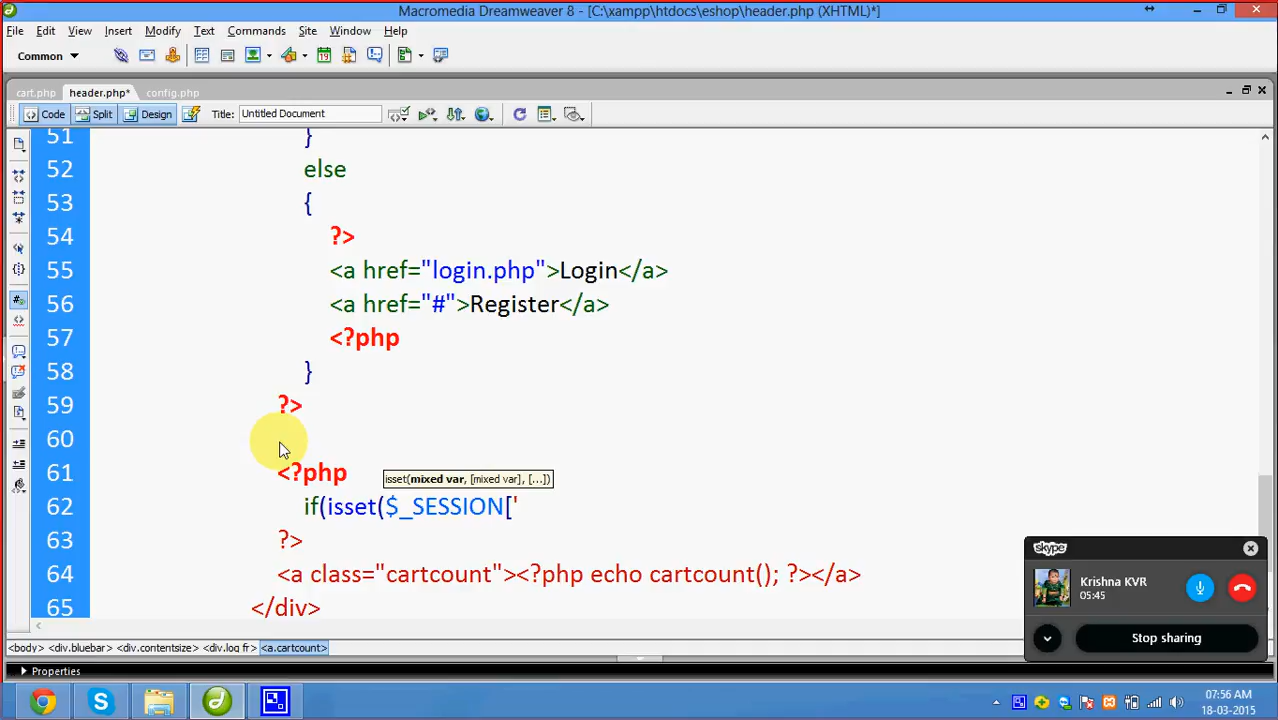 Macromedia Dreamweaver 8 - [C:\xampp\htdocs\eshop\header.php (XHTML)*]
File Edit View Insert Modify Text Commands Site Window Help
Common
cart.php header.php* config.php
Code Split Design Title: Untitled Document
51 }
52 else
53 {
54 ?>
55 <a href="login.php">Login</a>
56 <a href="#">Register</a>
57 <?php
58 }
59 ?>
60
61 <?php
isset(mixed var, [mixed var], [...])
62 if(isset($_SESSION['
63 ?>
64 <a class="cartcount"><?php echo cartcount(); ?></a>
65 </div>
skype
Krishna KVR
05:45
Stop sharing
<body> <div.bluebar> <div.contentsize> <div.log fr> <a.cartcount>
Properties
07:56 AM
18-03-2015